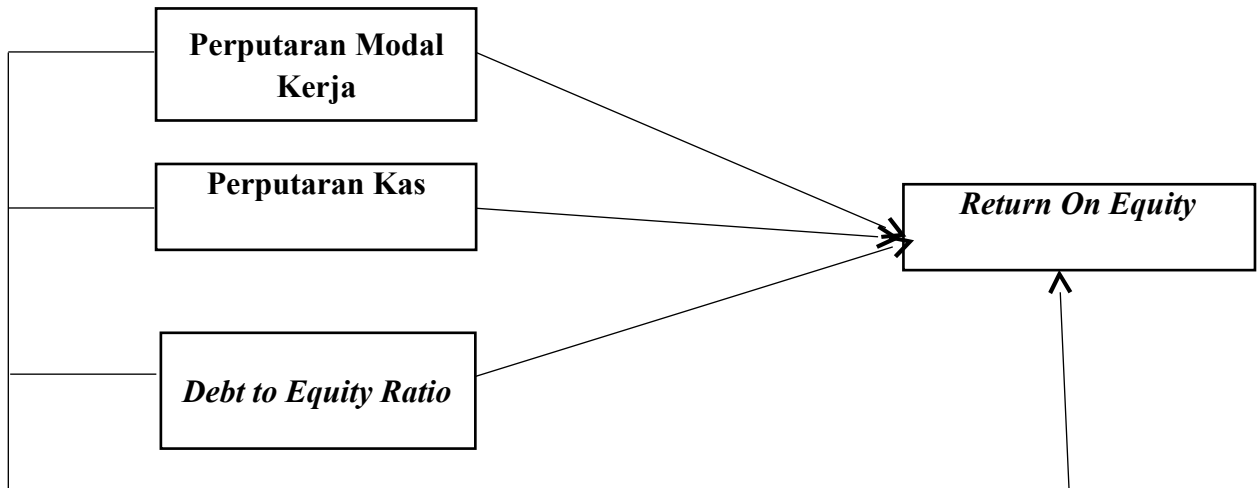 Perputaran Modal
Kerja
Perputaran Kas
Return On Equity
Debt to Equity Ratio